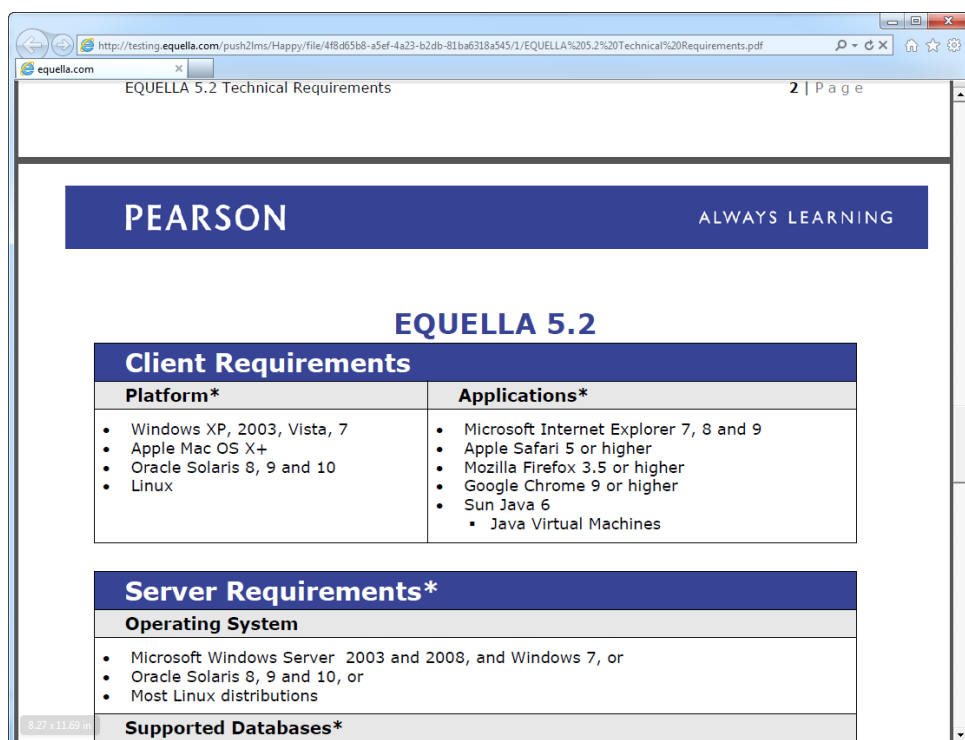 http://testing.equella.com/push2lms/Happy/file/4f8d65b8-a5ef-4a23-b2db-81ba6318a545/1/EQUELLA%205.2%20Technical%20Requirements.pdf
equella.com
EQUELLA 5.2 Technical Requirements 2 | P a g e
PEARSON ALWAYS LEARNING
EQUELLA 5.2
Client Requirements
Platform* Applications*
• Windows XP, 2003, Vista, 7
• Apple Mac OS X+
• Oracle Solaris 8, 9 and 10
• Linux
• Microsoft Internet Explorer 7, 8 and 9
• Apple Safari 5 or higher
• Mozilla Firefox 3.5 or higher
• Google Chrome 9 or higher
• Sun Java 6
▪ Java Virtual Machines
Server Requirements*
Operating System
• Microsoft Windows Server 2003 and 2008, and Windows 7, or
• Oracle Solaris 8, 9 and 10, or
• Most Linux distributions
8.27 x 11.69 in
Supported Databases*